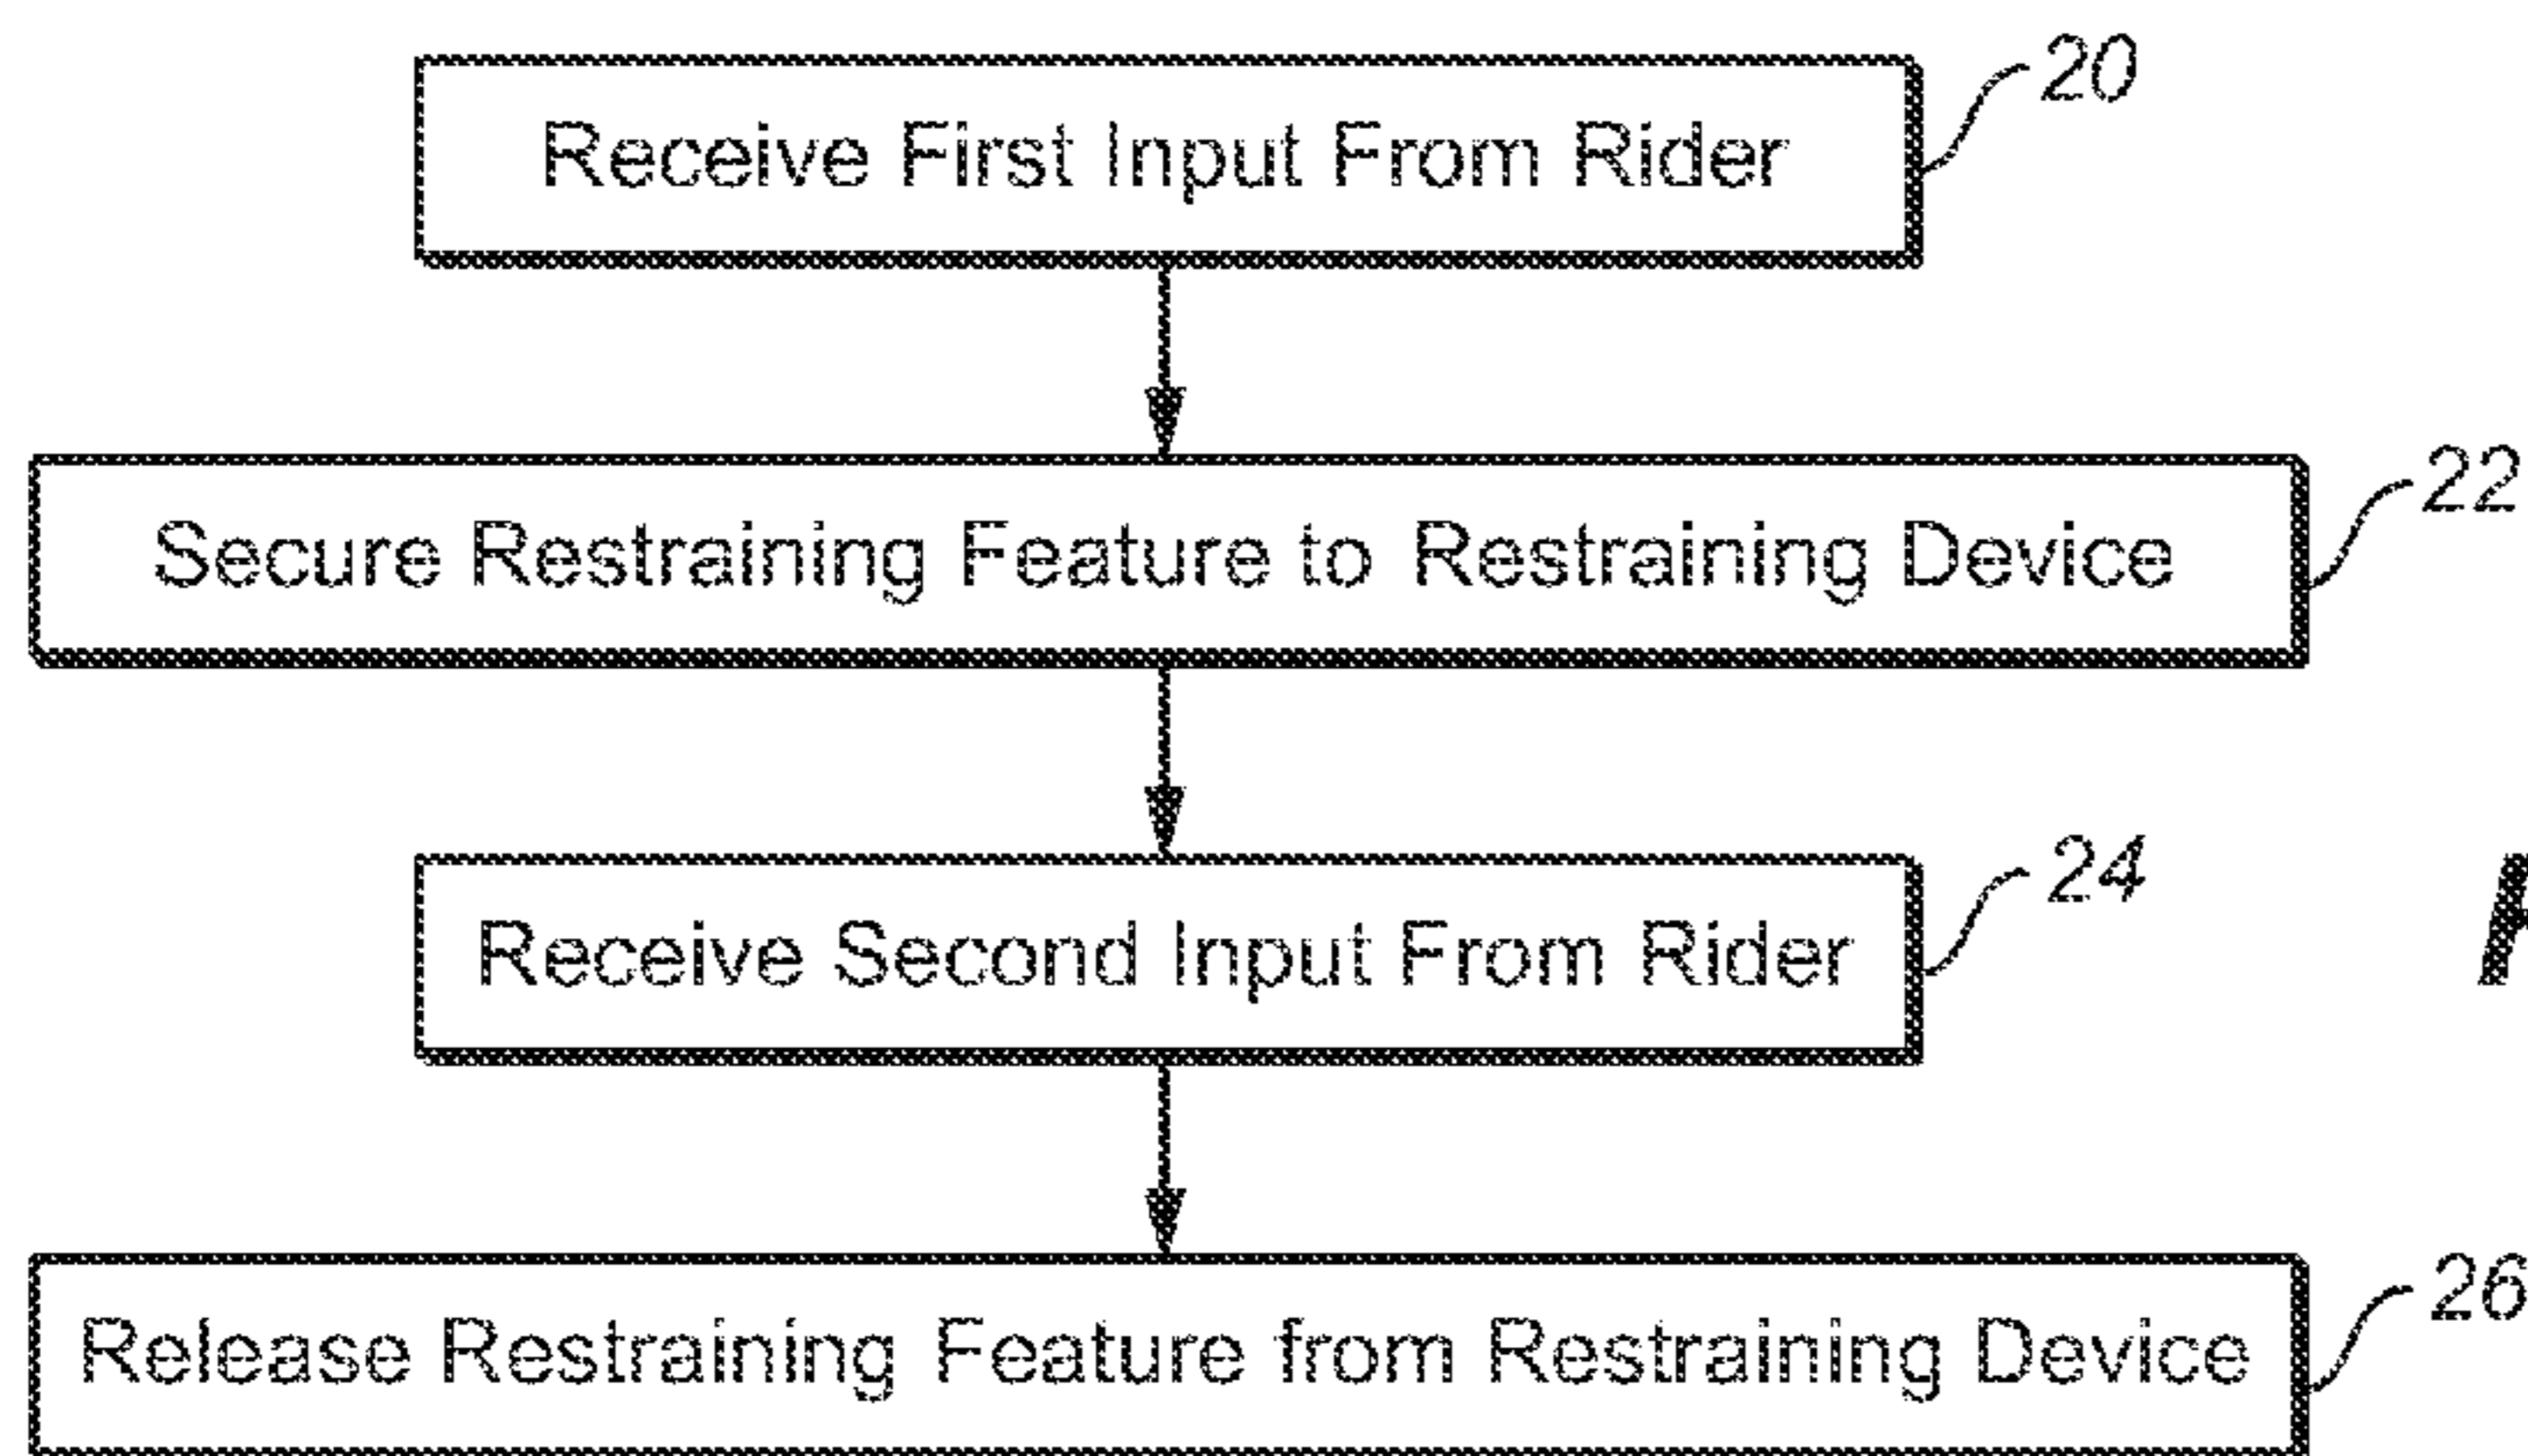 Receive First Input From Rider
20
Secure Restraining Feature to Restraining Device
22
Receive Second Input From Rider
24
Release Restraining Feature from Restraining Device
26